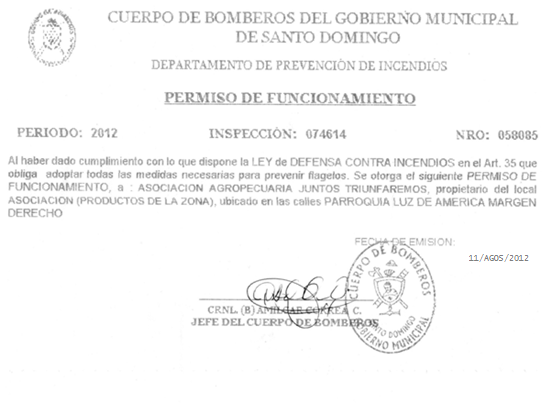 CUERPO DE BOMBEROS DEL GOBIERNO MUNICIPAL
DE SANTO DOMINGO
DEPARTAMENTO DE PREVENCIÓN DE INCENDIOS
PERMISO DE FUNCIONAMIENTO
PERIODO: 2012 INSPECCIÓN: 074614 NRO: 058085
Al haber dado cumplimiento con lo que dispone la LEY de DEFENSA CONTRA INCENDIOS en el Art. 35 que
obliga adoptar todas las medidas necesarias para prevenir flagelos. Se otorga el siguiente PERMISO DE
FUNCIONAMIENTO, a : ASOCIACION AGROPECUARIA JUNTOS TRIUNFAREMOS, propietario del local
ASOCIACION (PRODUCTOS DE LA ZONA), ubicado en las calles PARROQUIA LUZ DE AMERICA MARGEN
DERECHO
FECHA DE EMISION:
11/AGOS/2012
CRNL. (B) AMILCAR CORREA C.
JEFE DEL CUERPO DE BOMBEROS
CUERPO DE BOMBEROS
SANTO DOMINGO
GOBIERNO MUNICIPAL